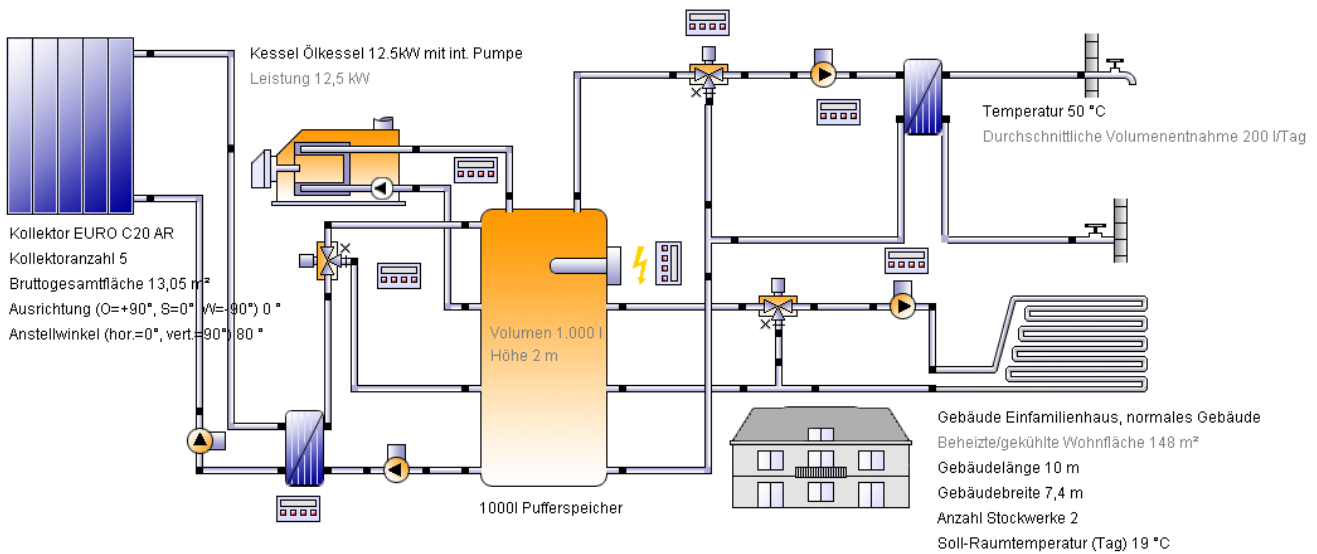 Kessel Ölkessel 12.5kW mit int. Pumpe
Leistung 12,5 kW
Temperatur 50 °C
Durchschnittliche Volumenentnahme 200 l/Tag
Kollektor EURO C20 AR
Kollektoranzahl 5
Bruttogesamtfläche 13,05 m²
Ausrichtung (O=+90°, S=0°, W=-90°) 0 °
Anstellwinkel (hor.=0°, vert.=90°) 80 °
Volumen 1.000 l
Höhe 2 m
1000l Pufferspeicher
Gebäude Einfamilienhaus, normales Gebäude
Beheizte/gekühlte Wohnfläche 148 m²
Gebäudelänge 10 m
Gebäudebreite 7,4 m
Anzahl Stockwerke 2
Soll-Raumtemperatur (Tag) 19 °C